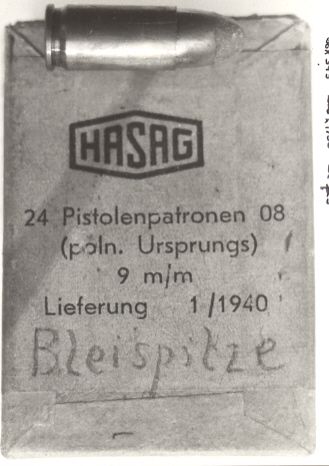 HASAG
24 Pistolenpatronen 08
(poln. Ursprungs)
9 m/m
Lieferung 1/1940
Bleispitze